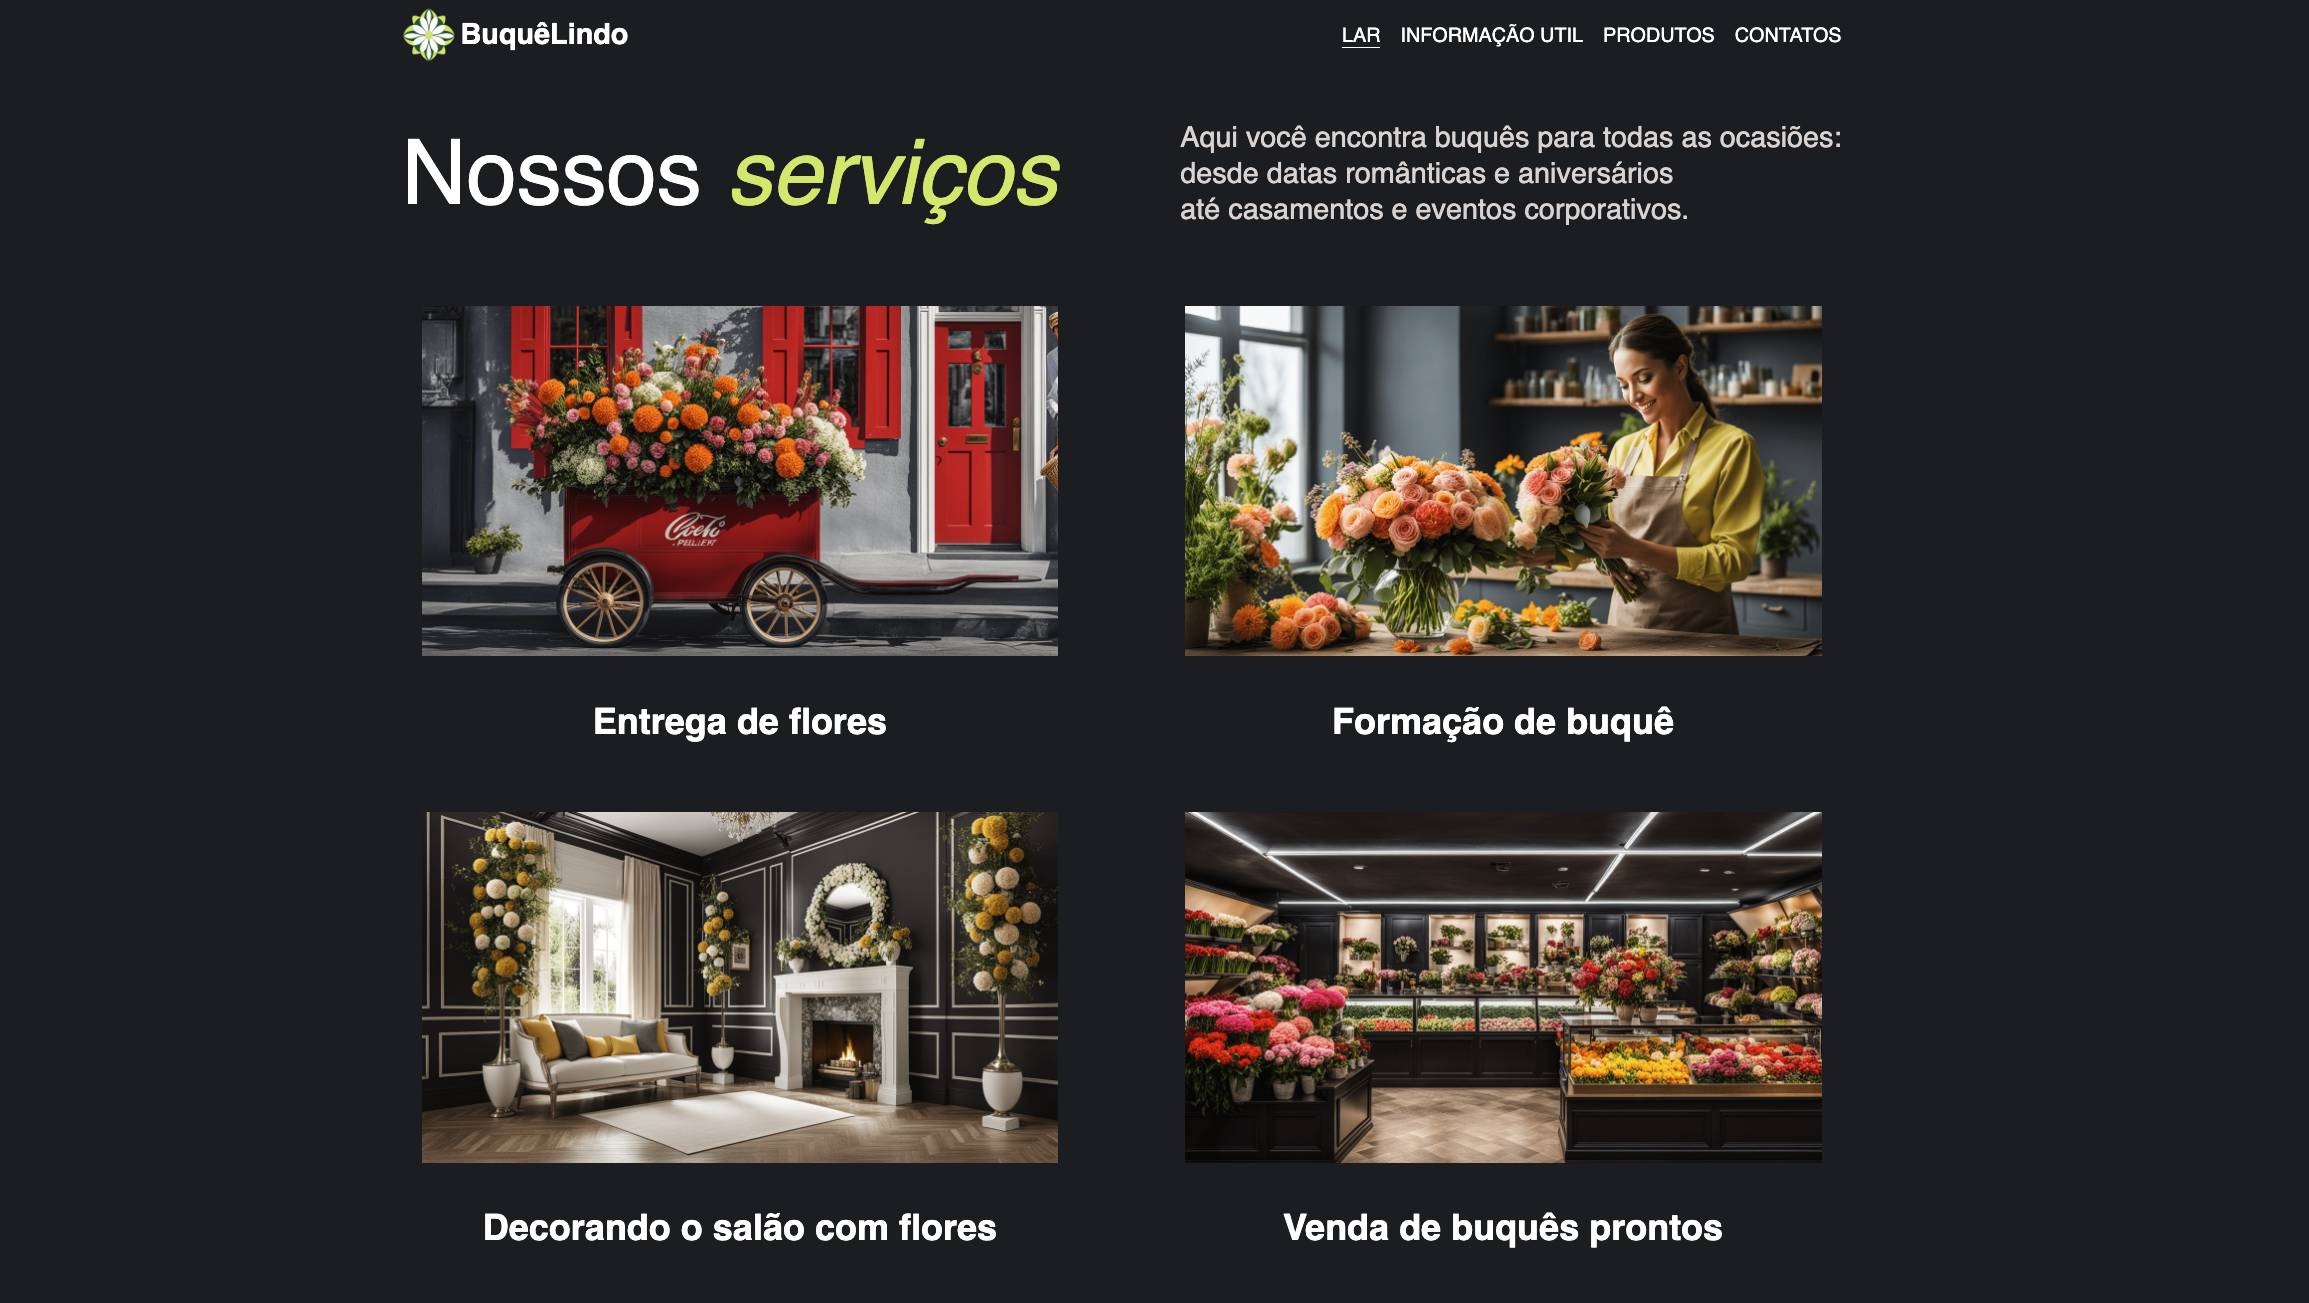 BuquêLindo
LAR INFORMAÇÃO UTIL PRODUTOS CONTATOS
Nossos serviços
Aqui você encontra buquês para todas as ocasiões:
desde datas românticas e aniversários
até casamentos e eventos corporativos.
Entrega de flores
Formação de buquê
Decorando o salão com flores
Venda de buquês prontos